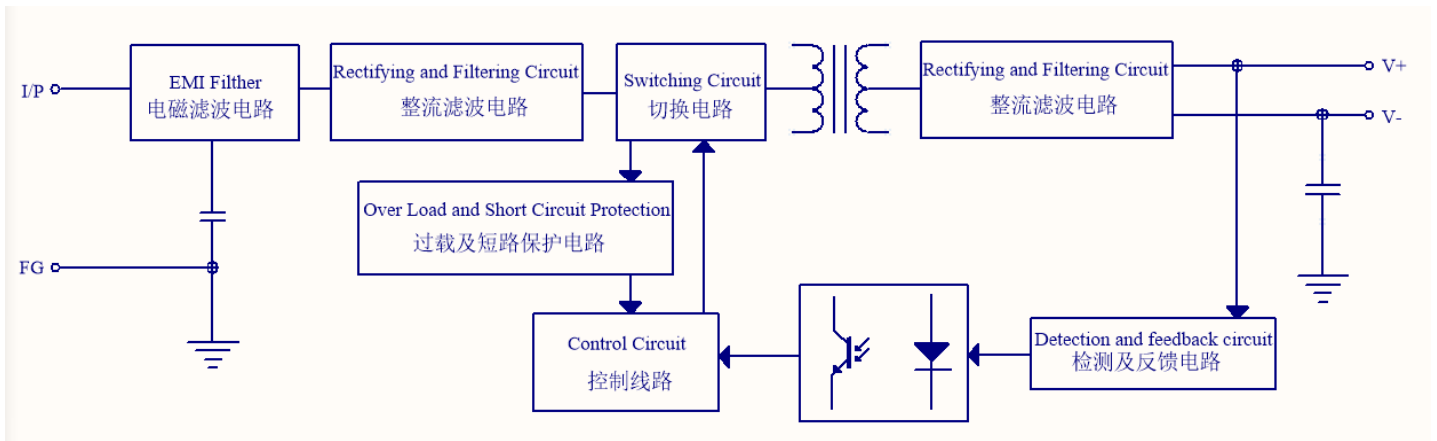 I/P
EMI Filther
电磁滤波电路
Rectifying and Filtering Circuit
整流滤波电路
Switching Circuit
切换电路
Rectifying and Filtering Circuit
整流滤波电路
V+
V-
Over Load and Short Circuit Protection
过载及短路保护电路
FG
Control Circuit
控制线路
Detection and feedback circuit
检测及反馈电路